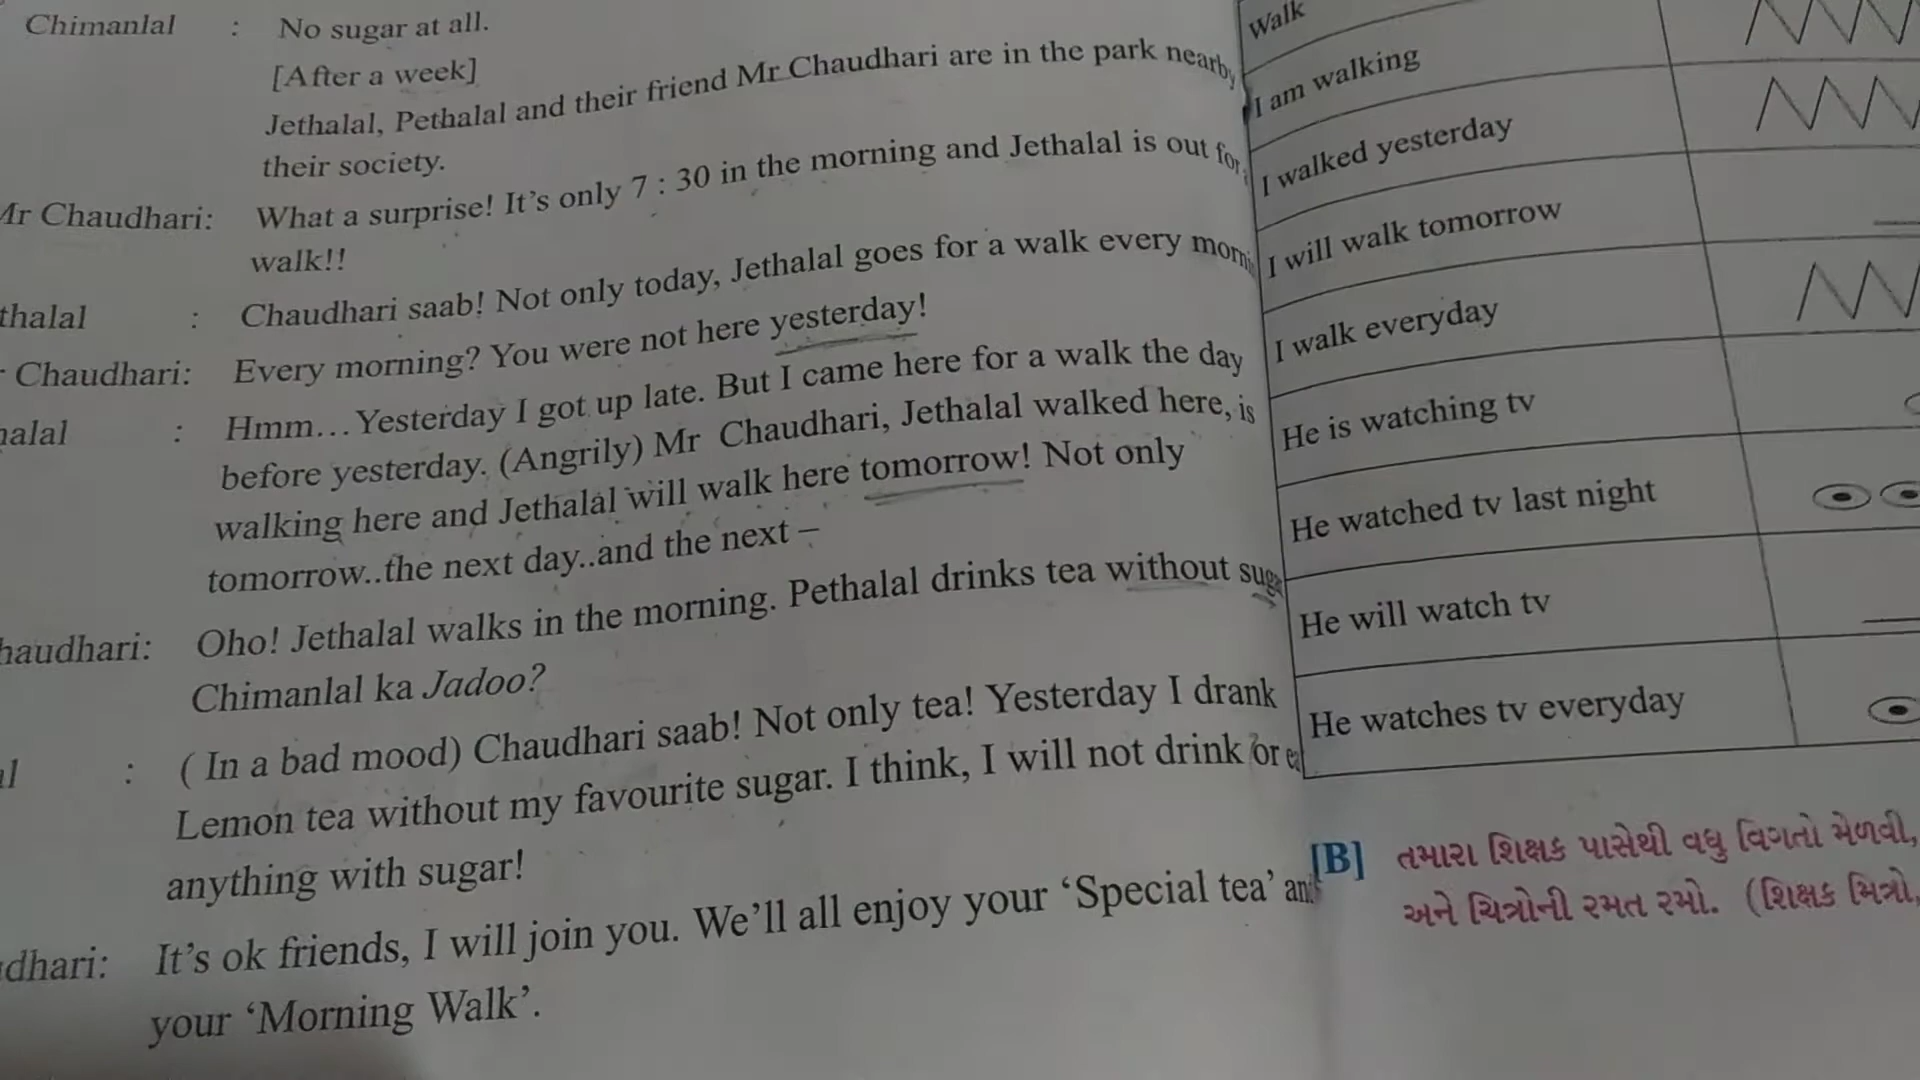 Chimanlal : No sugar at all.
[After a week]
Jethalal, Pethalal and their friend Mr Chaudhari are in the park nearby
their society.
Mr Chaudhari: What a surprise! It's only 7 : 30 in the morning and Jethalal is out for
walk!!
thalal : Chaudhari saab! Not only today, Jethalal goes for a walk every
Chaudhari: Every morning? You were not here yesterday!
halal : Hmm... Yesterday I got up late. But I came here for a walk the day
before yesterday. (Angrily) Mr Chaudhari, Jethalal walked here, is
walking here and Jethalal will walk here tomorrow! Not only
tomorrow..the next day..and the next –
haudhari: Oho! Jethalal walks in the morning. Pethalal drinks tea without
Chimanlal ka Jadoo?
al : ( In a bad mood) Chaudhari saab! Not only tea! Yesterday I drank
Lemon tea without my favourite sugar. I think, I will not drink or
anything with sugar!
dhari: It's ok friends, I will join you. We'll all enjoy your 'Special tea'
your 'Morning Walk'.
Walk
I am walking
I walked yesterday
I will walk tomorrow
I walk everyday
He is watching tv
He watched tv last night
He will watch tv
He watches tv everyday
[B] તમારા શિક્ષક પાસેથી વધુ વિગતો મેળવી,
અને ચિત્રોની રમત રમો. (શિક્ષક મિત્રો,